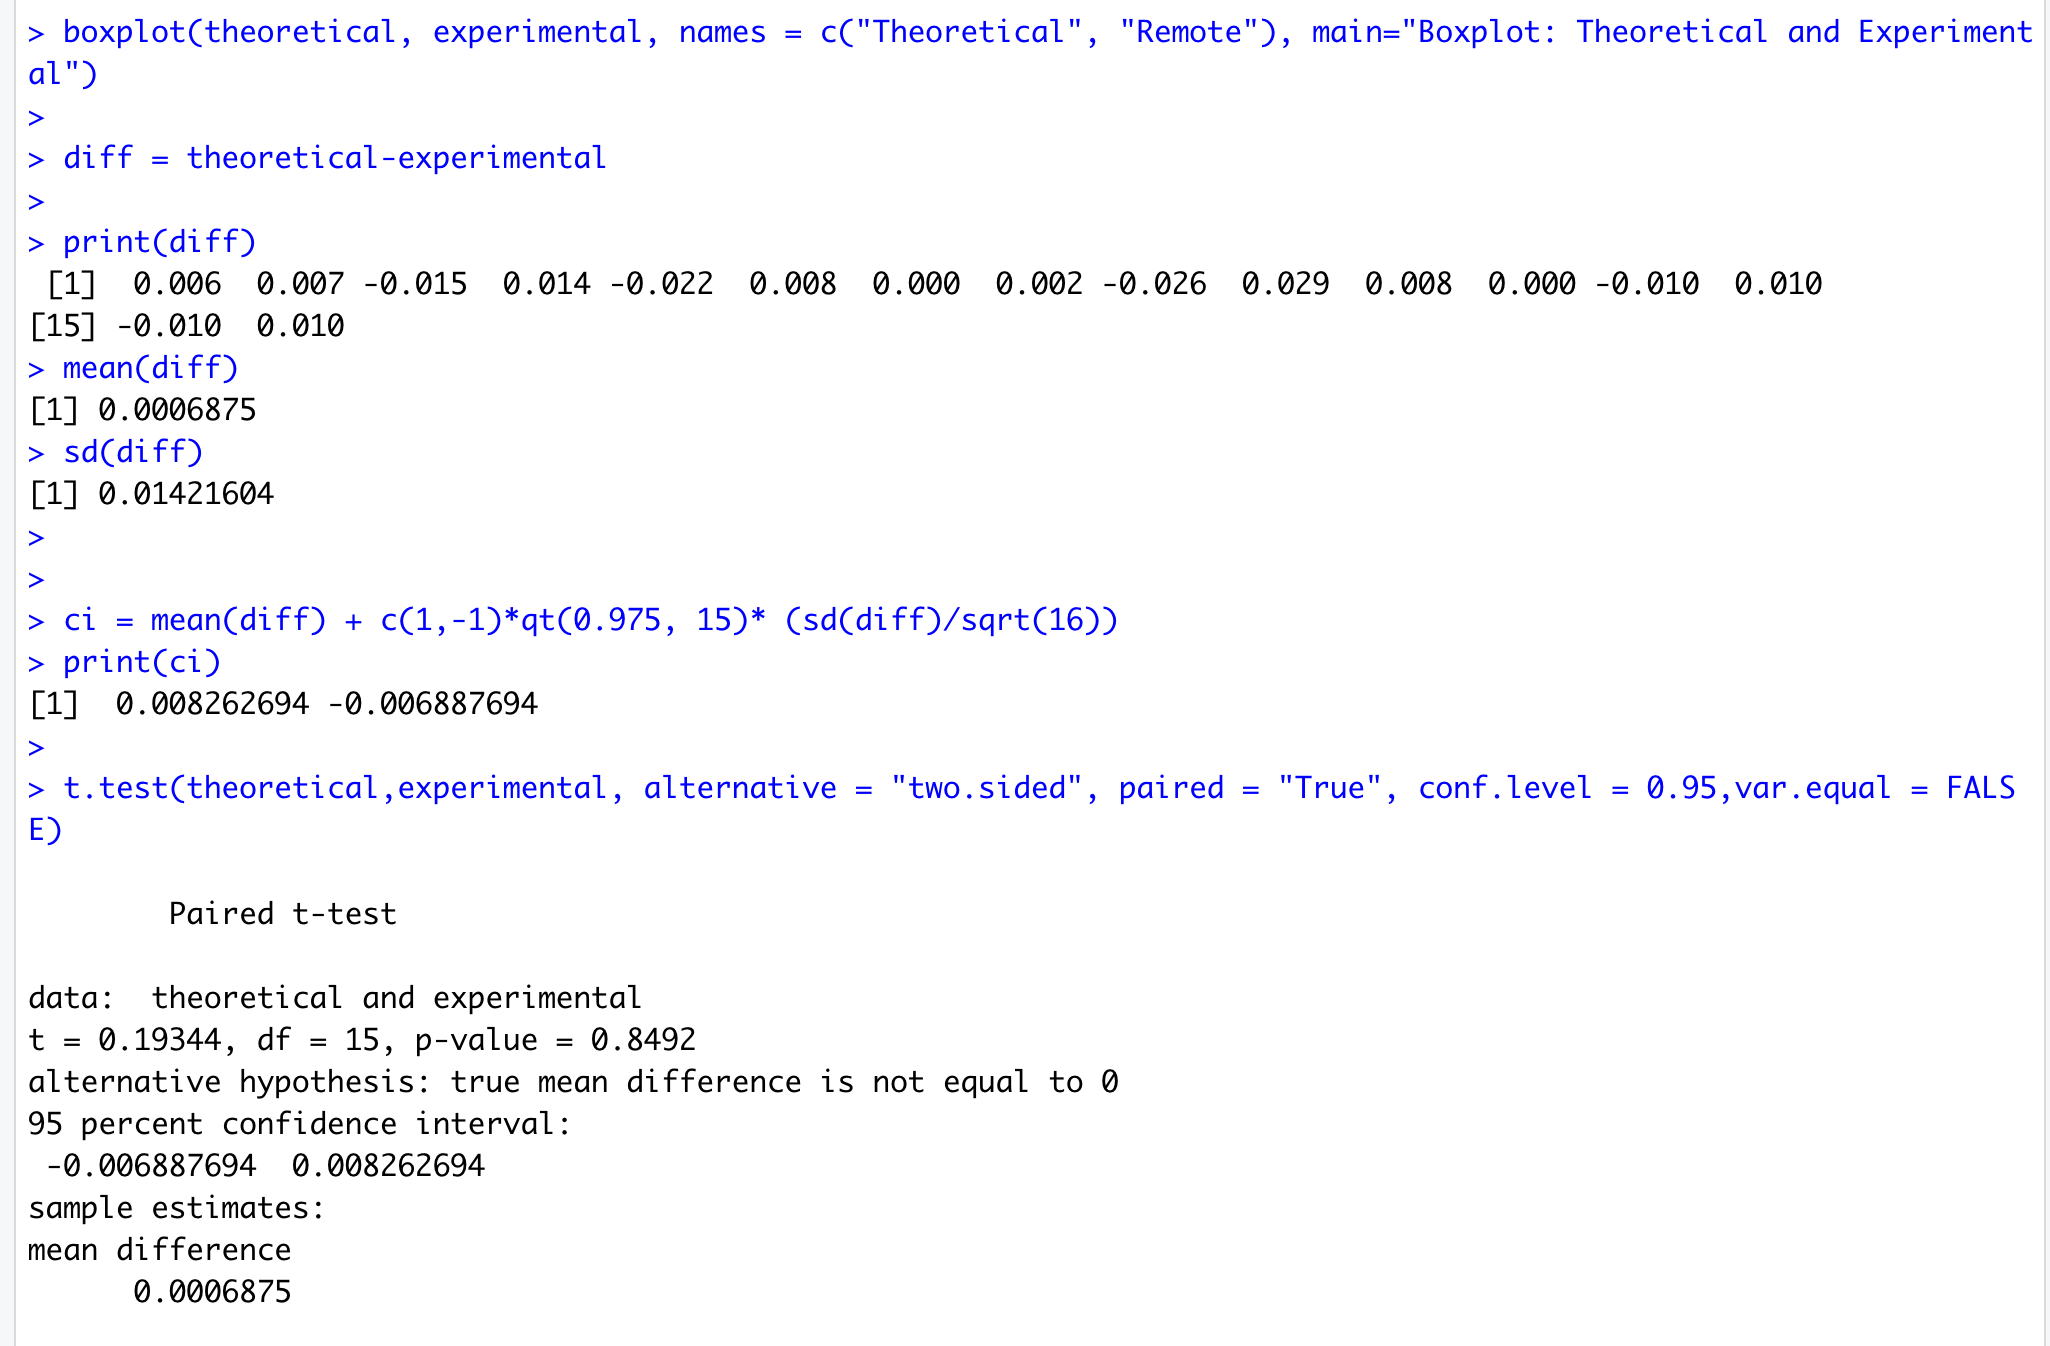 > boxplot(theoretical, experimental, names = c("Theoretical", "Remote"), main="Boxplot: Theoretical and Experiment
al")
>
> diff = theoretical-experimental
>
> print(diff)
 [1]  0.006  0.007 -0.015  0.014 -0.022  0.008  0.000  0.002 -0.026  0.029  0.008  0.000 -0.010  0.010
[15] -0.010  0.010
> mean(diff)
[1] 0.0006875
> sd(diff)
[1] 0.01421604
>
>
> ci = mean(diff) + c(1,-1)*qt(0.975, 15)* (sd(diff)/sqrt(16))
> print(ci)
[1]  0.008262694 -0.006887694
>
> t.test(theoretical,experimental, alternative = "two.sided", paired = "True", conf.level = 0.95,var.equal = FALS
E)
        Paired t-test
data:  theoretical and experimental
t = 0.19344, df = 15, p-value = 0.8492
alternative hypothesis: true mean difference is not equal to 0
95 percent confidence interval:
 -0.006887694  0.008262694
sample estimates:
mean difference
      0.0006875